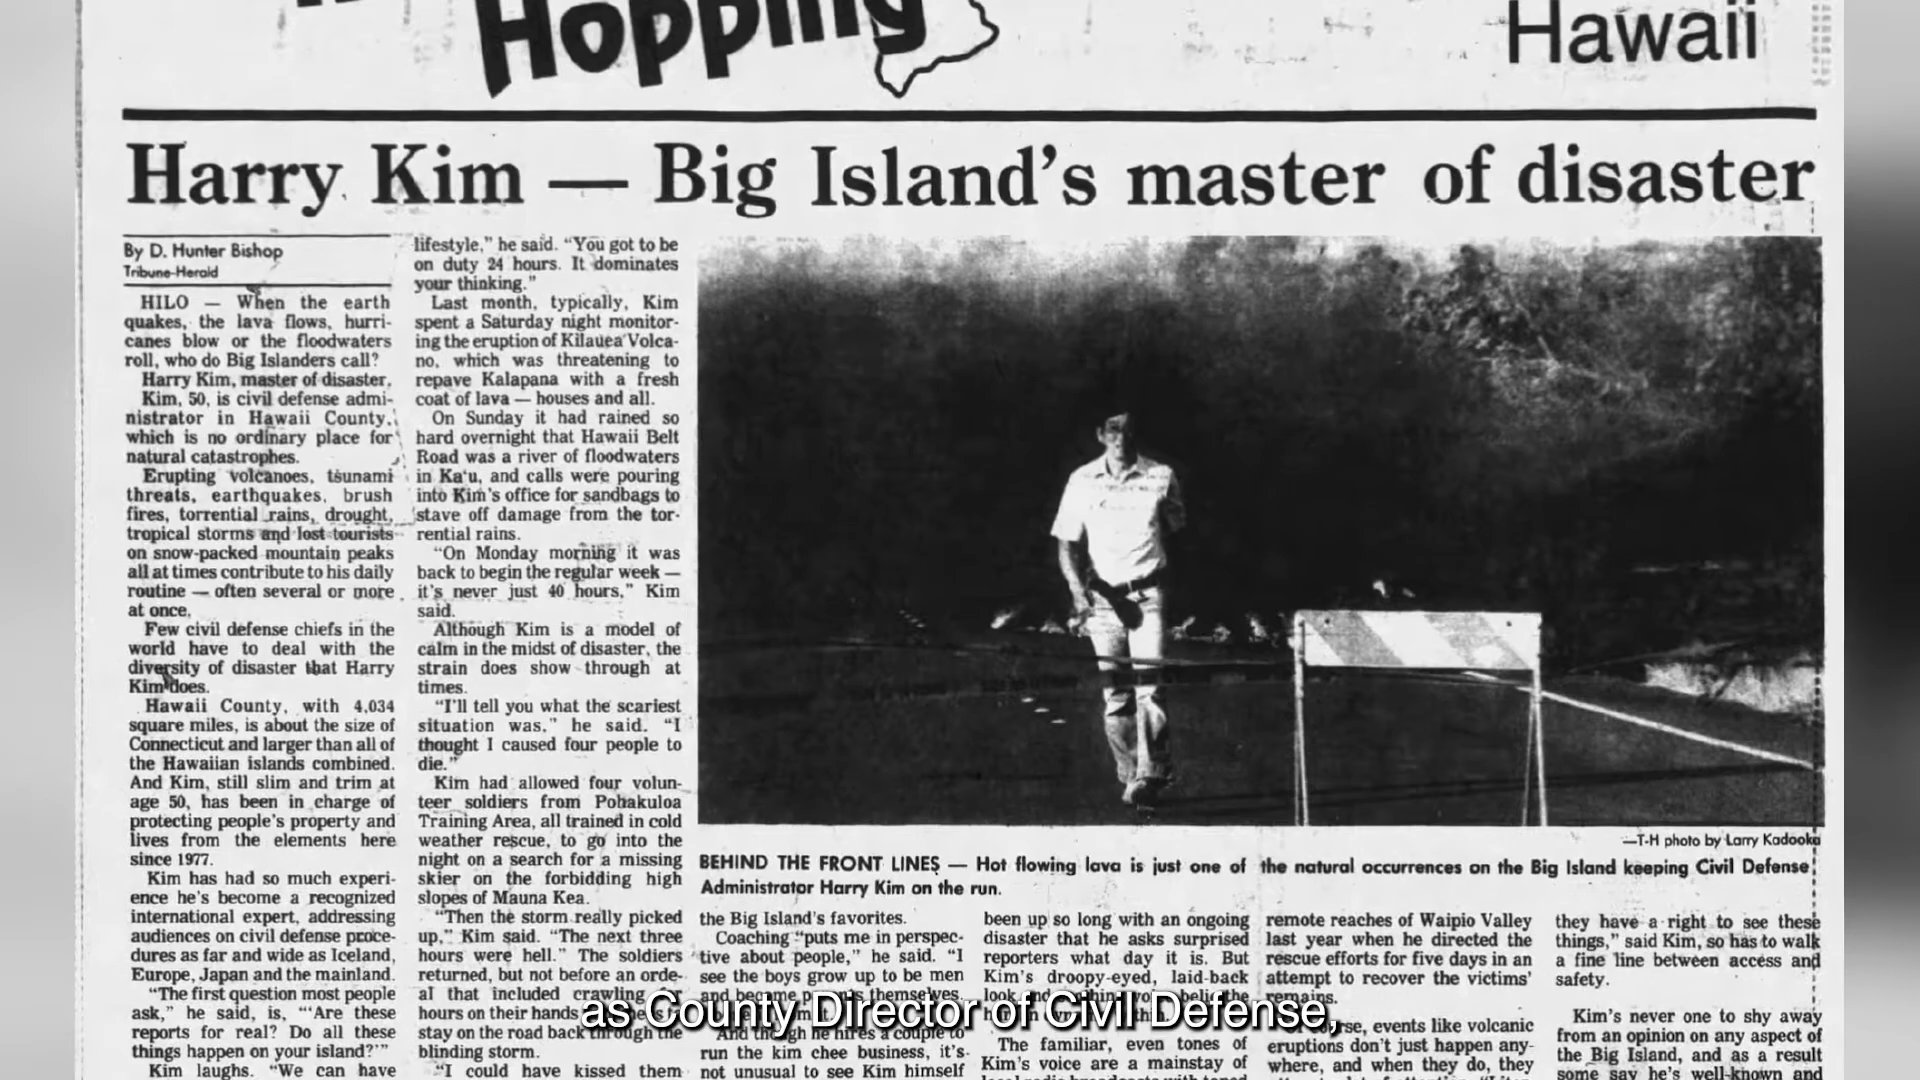 Hopping
Hawaii
Harry Kim — Big Island's master of disaster
By D. Hunter Bishop
Tribune-Herald
HILO — When the earth
quakes, the lava flows, hurri-
canes blow or the floodwaters
roll, who do Big Islanders call?
Harry Kim, master of disaster.
Kim, 50, is civil defense admi-
nistrator in Hawaii County,
which is no ordinary place for
natural catastrophes.
Erupting volcanoes, tsunami
threats, earthquakes, brush
fires, torrential rains, drought,
tropical storms and lost tourists
on snow-packed mountain peaks
all at times contribute to his daily
routine — often several or more
at once.
Few civil defense chiefs in the
world have to deal with the
diversity of disaster that Harry
Kim does.
Hawaii County, with 4,034
square miles, is about the size of
Connecticut and larger than all of
the Hawaiian islands combined.
And Kim, still slim and trim at
age 50, has been in charge of
protecting people's property and
lives from the elements here
since 1977.
Kim has had so much experi-
ence he's become a recognized
international expert, addressing
audiences on civil defense proce-
dures as far and wide as Iceland,
Europe, Japan and the mainland.
"The first question most people
ask," he said, is, "'Are these
reports for real? Do all these
things happen on your island?'"
Kim laughs. "We can have
lifestyle," he said. "You got to be
on duty 24 hours. It dominates
your thinking."
Last month, typically, Kim
spent a Saturday night monitor-
ing the eruption of Kilauea Volca-
no, which was threatening to
repave Kalapana with a fresh
coat of lava — houses and all.
On Sunday it had rained so
hard overnight that Hawaii Belt
Road was a river of floodwaters
in Ka'u, and calls were pouring
into Kim's office for sandbags to
stave off damage from the tor-
rential rains.
"On Monday morning it was
back to begin the regular week —
it's never just 40 hours," Kim
said.
Although Kim is a model of
calm in the midst of disaster, the
strain does show through at
times.
"I'll tell you what the scariest
situation was," he said. "I
thought I caused four people to
die."
Kim had allowed four volun-
teer soldiers from Pohakuloa
Training Area, all trained in cold
weather rescue, to go into the
night on a search for a missing
skier on the forbidding high
slopes of Mauna Kea.
"Then the storm really picked
up," Kim said. "The next three
hours were hell." The soldiers
returned, but not before an orde-
al that included crawling for
hours on their hands
stay on the road back through the
blinding storm.
"I could have kissed them
—T-H photo by Larry Kadooka
BEHIND THE FRONT LINES — Hot flowing lava is just one of the natural occurrences on the Big Island keeping Civil Defense
Administrator Harry Kim on the run.
the Big Island's favorites.
Coaching "puts me in perspec-
tive about people," he said. "I
see the boys grow up to be men
and become parents themselves.
And though he hires a couple to
run the kim chee business, it's
not unusual to see Kim himself
been up so long with an ongoing
disaster that he asks surprised
reporters what day it is. But
Kim's droopy-eyed, laid-back
look and
The familiar, even tones of
Kim's voice are a mainstay of
local radio broadcasts with
remote reaches of Waipio Valley
last year when he directed the
rescue efforts for five days in an
attempt to recover the victims'
remains.
events like volcanic
eruptions don't just happen any-
where, and when they do, they
they have a right to see these
things," said Kim, so has to walk
a fine line between access and
safety.
Kim's never one to shy away
from an opinion on any aspect of
the Big Island, and as a result
some say he's well-known and
as County Director of Civil Defense,